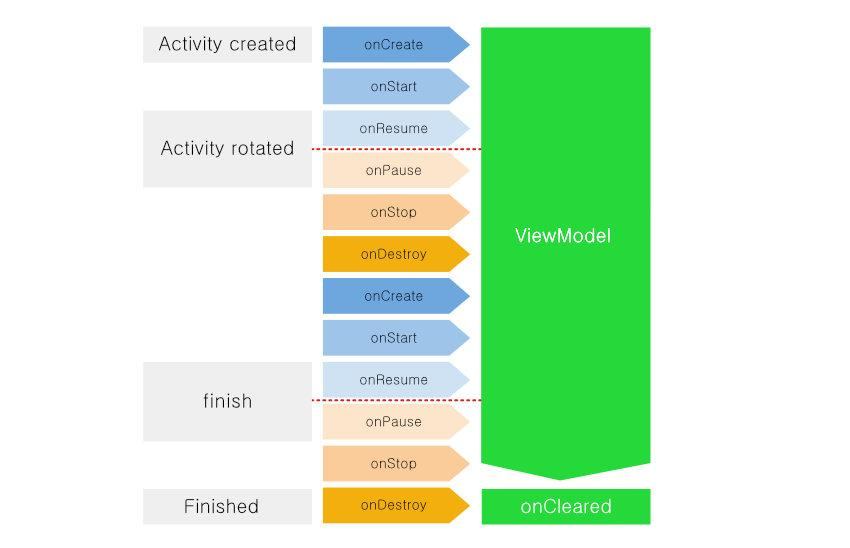 Activity created
onCreate
onStart
onResume
Activity rotated
onPause
onStop
onDestroy
ViewModel
onCreate
onStart
onResume
finish
onPause
onStop
Finished
onDestroy
onCleared